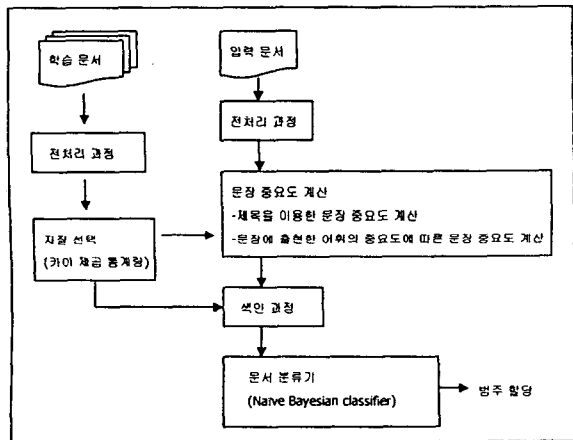 학습 문서
입력 문서
전처리 과정
전처리 과정
문장 중요도 계산
-제목을 이용한 문장 중요도 계산
-문장에 출현한 어휘의 중요도에 따른 문장 중요도 계산
자질 선택
(카이 제곱 통계량)
색인 과정
문서 분류기
(Naïve Bayesian classifier)
범주 할당